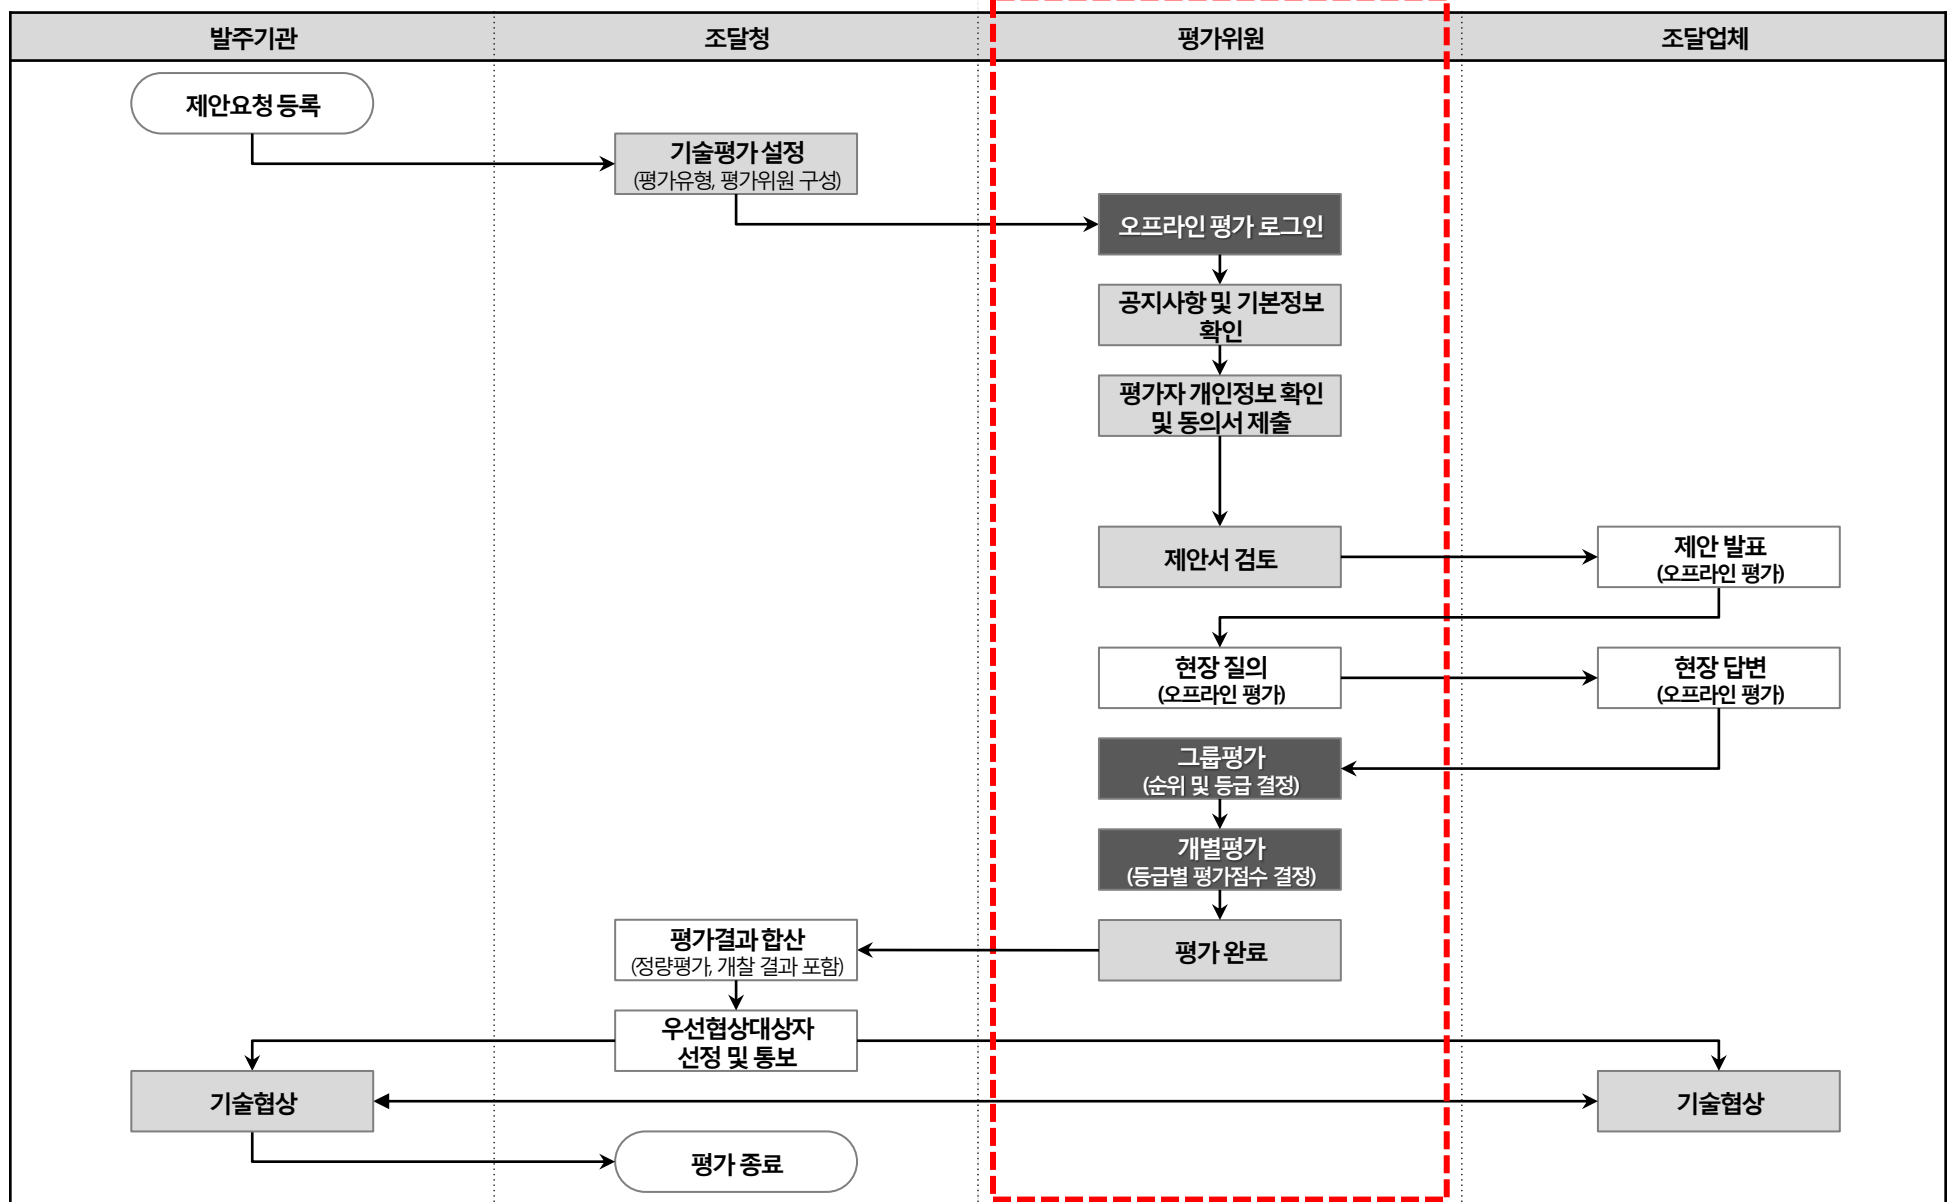 발주기관
조달청
평가위원
조달업체
제안요청 등록
기술평가 설정
(평가유형, 평가위원 구성)
오프라인 평가 로그인
공지사항 및 기본정보
확인
평가자 개인정보 확인
및 동의서 제출
제안서 검토
제안 발표
(오프라인 평가)
현장 질의
(오프라인 평가)
현장 답변
(오프라인 평가)
그룹평가
(순위 및 등급 결정)
개별평가
(등급별 평가점수 결정)
평가결과 합산
(정량평가, 개찰 결과 포함)
평가 완료
우선협상대상자
선정 및 통보
기술협상
기술협상
평가 종료